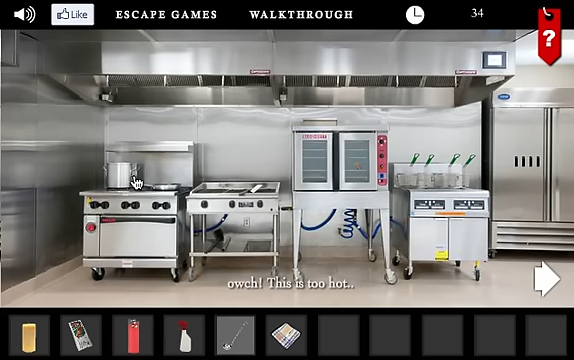 Like
ESCAPE GAMES
WALKTHROUGH
34
?
owch! This is too hot..